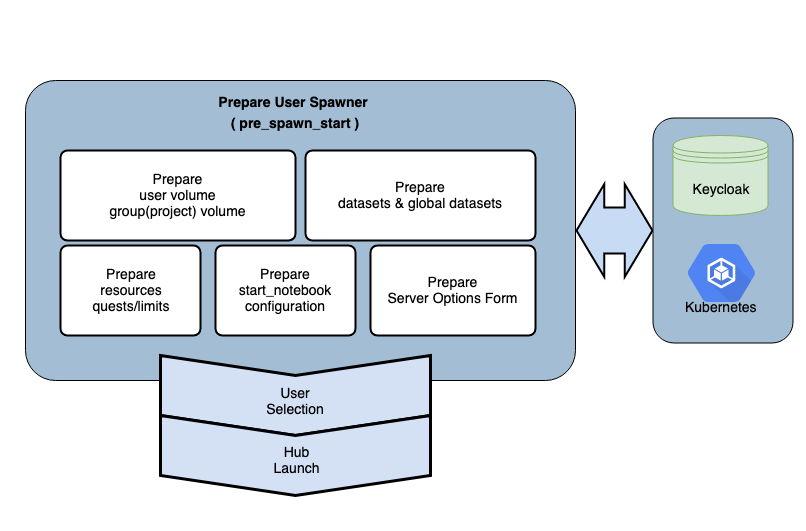 Prepare User Spawner
( pre_spawn_start )
Prepare
user volume
group(project) volume
Prepare
datasets & global datasets
Prepare
resources
quests/limits
Prepare
start_notebook
configuration
Prepare
Server Options Form
User
Selection
Hub
Launch
Keycloak
Kubernetes